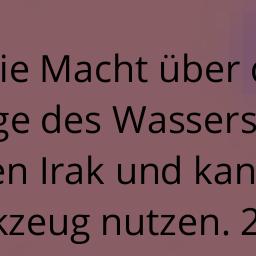 ie Macht über
ge des Wassers
en Irak und kan
kzeug nutzen. 2